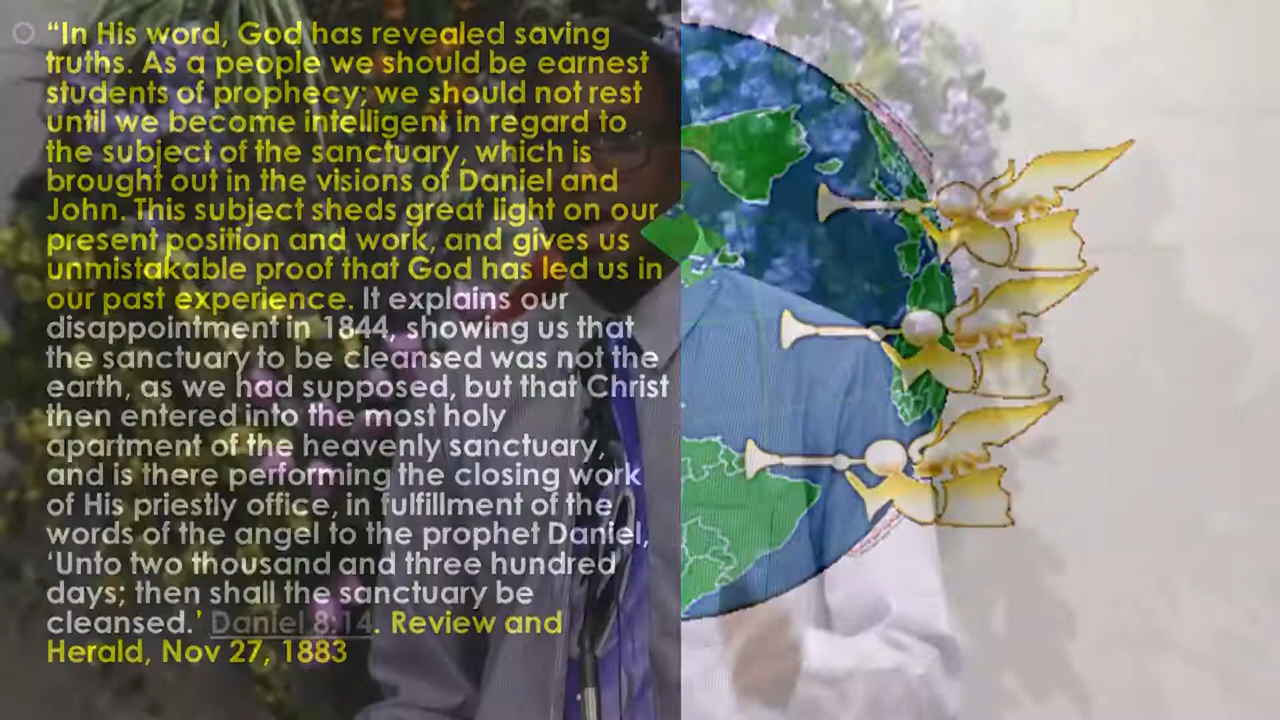 “In His word, God has revealed saving
truths. As a people we should be earnest
students of prophecy; we should not rest
until we become intelligent in regard to
the subject of the sanctuary, which is
brought out in the visions of Daniel and
John. This subject sheds great light on our
present position and work, and gives us
unmistakable proof that God has led us in
our past experience. It explains our
disappointment in 1844, showing us that
the sanctuary to be cleansed was not the
earth, as we had supposed, but that Christ
then entered into the most holy
apartment of the heavenly sanctuary,
and is there performing the closing work
of His priestly office, in fulfillment of the
words of the angel to the prophet Daniel,
‘Unto two thousand and three hundred
days; then shall the sanctuary be
cleansed.’ Daniel 8:14. Review and
Herald, Nov 27, 1883